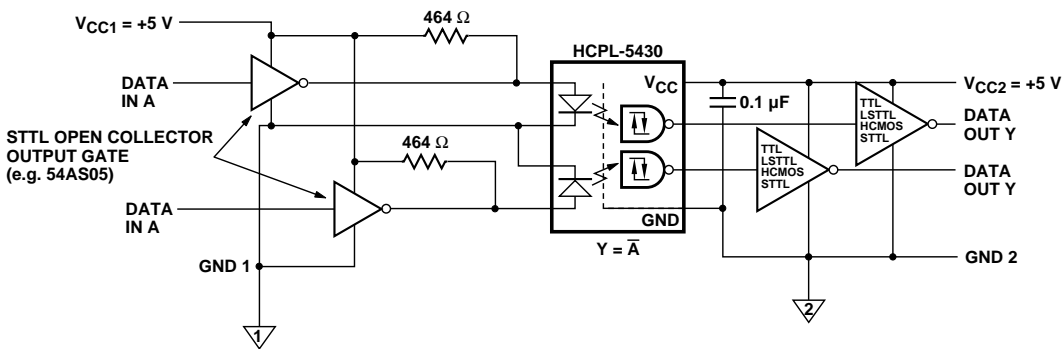 VCC1 = +5 V
464 Ω
HCPL-5430
DATA
IN A
VCC
VCC2 = +5 V
0.1 µF
TTL
LSTTL
HCMOS
STTL
DATA
OUT Y
STTL OPEN COLLECTOR
OUTPUT GATE
(e.g. 54AS05)
464 Ω
TTL
LSTTL
HCMOS
STTL
DATA
OUT Y
DATA
IN A
GND
Y = A̅
GND 1
GND 2
1
2